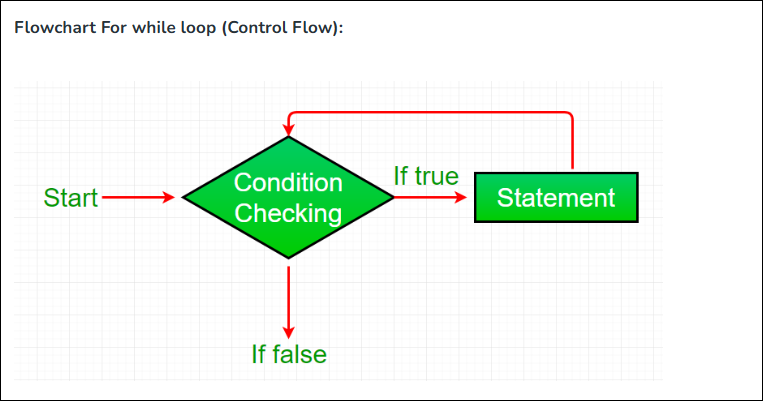 Flowchart For while loop (Control Flow):
Start
Condition
Checking
If true
Statement
If false